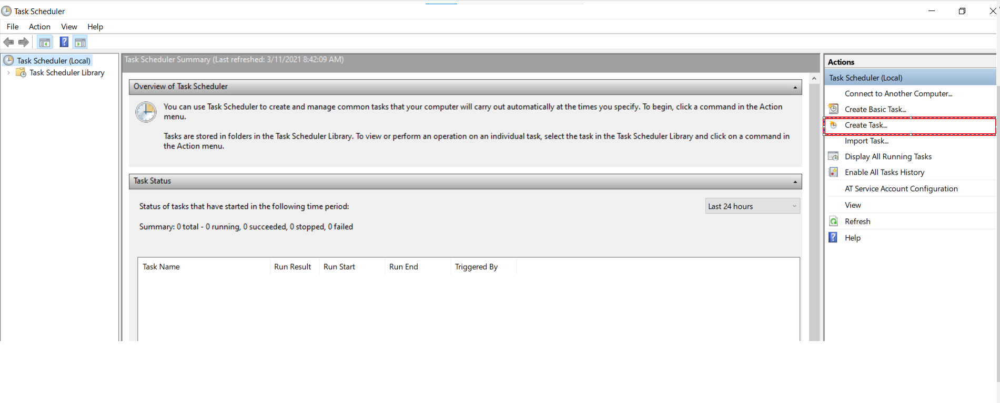 Task Scheduler
File Action View Help
Task Scheduler (Local)
Task Scheduler Library
Task Scheduler Summary (Last refreshed: 3/11/2021 8:42:09 AM)
Overview of Task Scheduler
You can use Task Scheduler to create and manage common tasks that your computer will carry out automatically at the times you specify. To begin, click a command in the Action
menu.
Tasks are stored in folders in the Task Scheduler Library. To view or perform an operation on an individual task, select the task in the Task Scheduler Library and click on a command in
the Action menu.
Task Status
Status of tasks that have started in the following time period:
Last 24 hours
Summary: 0 total - 0 running, 0 succeeded, 0 stopped, 0 failed
Task Name Run Result Run Start Run End Triggered By
Actions
Task Scheduler (Local)
Connect to Another Computer...
Create Basic Task...
Create Task...
Import Task...
Display All Running Tasks
Enable All Tasks History
AT Service Account Configuration
View
Refresh
Help